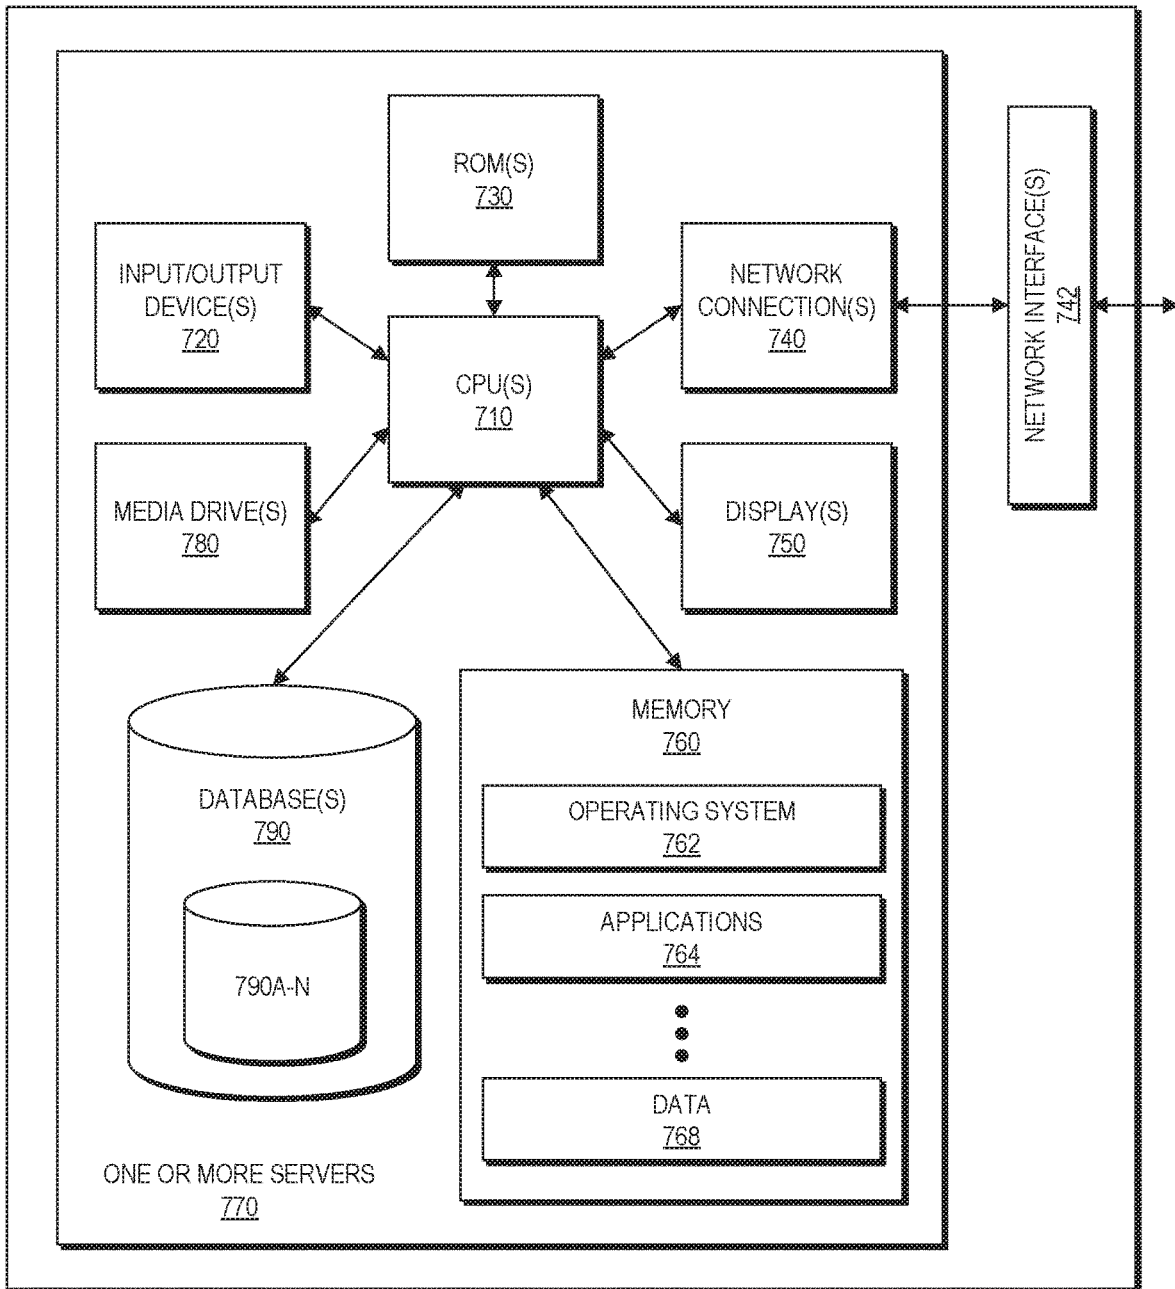 ROM(S)
730
INPUT/OUTPUT
DEVICE(S)
720
NETWORK
CONNECTION(S)
740
NETWORK INTERFACE(S)
742
CPU(S)
710
MEDIA DRIVE(S)
780
DISPLAY(S)
750
DATABASE(S)
790
790A-N
MEMORY
760
OPERATING SYSTEM
762
APPLICATIONS
764
DATA
768
ONE OR MORE SERVERS
770